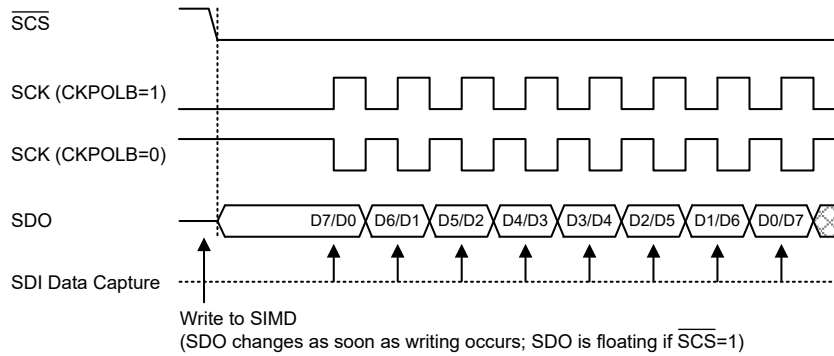 SCS
SCK (CKPOLB=1)
SCK (CKPOLB=0)
SDO D7/D0 D6/D1 D5/D2 D4/D3 D3/D4 D2/D5 D1/D6 D0/D7
SDI Data Capture
Write to SIMD
(SDO changes as soon as writing occurs; SDO is floating if SCS=1)